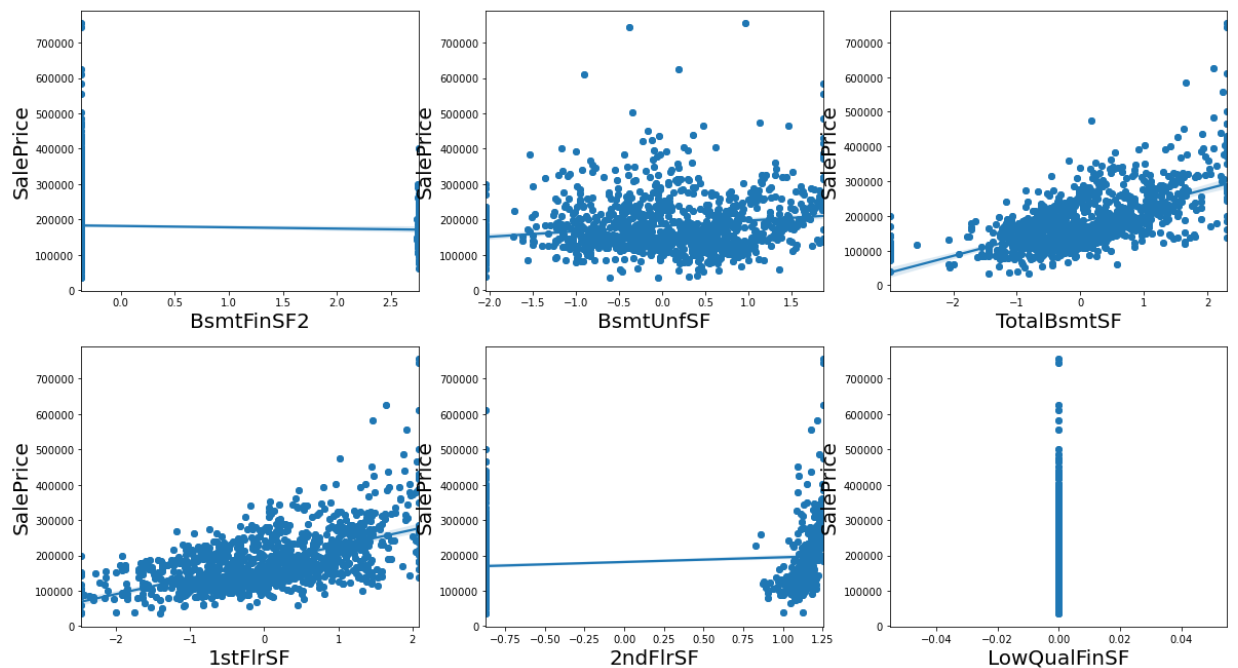 700000
600000
500000
400000
300000
200000
100000
0
SalePrice
0.0 0.5 1.0 1.5 2.0 2.5
BsmtFinSF2
700000
600000
500000
400000
300000
200000
100000
0
SalePrice
−2.0 −1.5 −1.0 −0.5 0.0 0.5 1.0 1.5
BsmtUnfSF
700000
600000
500000
400000
300000
200000
100000
0
SalePrice
−2 −1 0 1 2
TotalBsmtSF
700000
600000
500000
400000
300000
200000
100000
0
SalePrice
−2 −1 0 1 2
1stFlrSF
700000
600000
500000
400000
300000
200000
100000
0
SalePrice
−0.75 −0.50 −0.25 0.00 0.25 0.50 0.75 1.00 1.25
2ndFlrSF
700000
600000
500000
400000
300000
200000
100000
0
SalePrice
−0.04 −0.02 0.00 0.02 0.04
LowQualFinSF